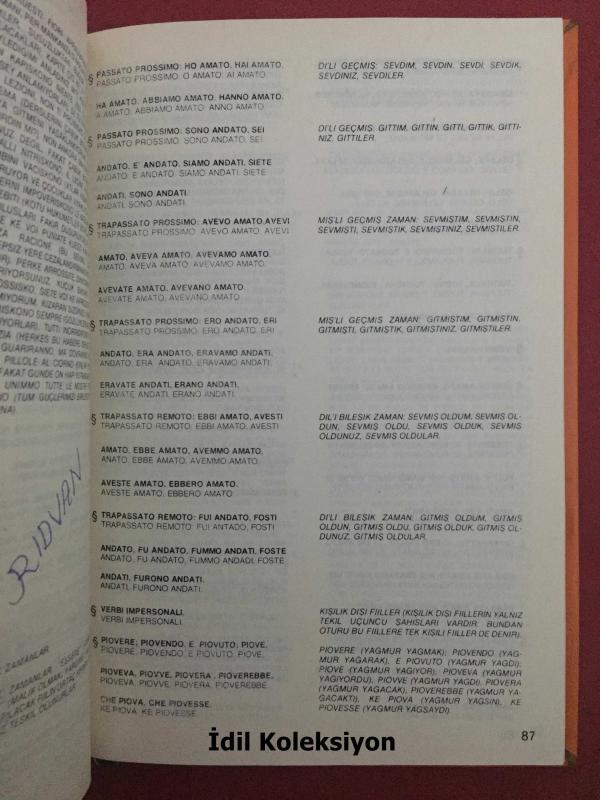 § PASSATO PROSSIMO: HO AMATO, HAI AMATO,
PASSATO PROSSIMO: O AMATO, AI AMATO,
HA AMATO, ABBIAMO AMATO, HANNO AMATO.
A AMATO, ABBIAMO AMATO, ANNO AMATO.
§ PASSATO PROSSIMO: SONO ANDATO, SEI
PASSATO PROSSIMO: SONO ANDATO, SEI
ANDATO, E' ANDATO, SIAMO ANDATI, SIETE
ANDATO: E ANDATO, SIAMO ANDATI, SIETE
ANDATI, SONO ANDATI.
ANDATI, SONO ANDATI.
§ TRAPASSATO PROSSIMO: AVEVO AMATO, AVEVI
TRAPASSATO PROSSIMO: AVEVO AMATO, AVEVI
AMATO, AVEVA AMATO, AVEVAMO AMATO,
AMATO, AVEVA AMATO, AVEVAMO AMATO,
AVEVATE AMATO, AVEVANO AMATO.
AVEVATE AMATO, AVEVANO AMATO
§ TRAPASSATO PROSSIMO: ERO ANDATO, ERI
TRAPASSATO PROSSIMO: ERO ANDATO, ERI
ANDATO, ERA ANDATO, ERAVAMO ANDATI,
ANDATO, ERA ANDATO, ERAVAMO ANDATI,
ERAVATE ANDATI, ERANO ANDATI,
ERAVATE ANDATI, ERANO ANDATI.
§ TRAPASSATO REMOTO: EBBI AMATO, AVESTI
TRAPASSATO REMOTO: EBBI AMATO, AVESTI
AMATO, EBBE AMATO, AVEMMO AMATO,
ANATO, EBBE AMATO, AVEMMO AMATO,
AVESTE AMATO, EBBERO AMATO.
AVESTE AMATO, EBBERO AMATO
§ TRAPASSATO REMOTO: FUI ANDATO, FOSTI
TRAPASSATO REMOTO: FUI ANTADO, FOSTI
ANDATO, FU ANDATO, FUMMO ANDATI, FOSTE
ANDATO, FU ANDATO, FUMMO ANDADI, FOSTE
ANDATI, FURONO ANDATI.
ANDATI, FURONO ANDATI.
§ VERBI IMPERSONALI.
VERBI IMPERSONALI.
§ PIOVERE; PIOVENDO, E PIOVUTO; PIOVE,
PIOVERE, PIOVENDO, E PIOVUTO, PIOVE,
PIOVEVA, PIOVVE, PIOVERA, PIOVEREBBE,
PIOVEVA, PIOVVE, PIOVERA, PIOVEREBBE
CHE PIOVA, CHE PIOVESSE.
KE PIOVA, KE PIOVESSE
Dİ'Lİ GEÇMİŞ: SEVDİM, SEVDİN, SEVDİ, SEVDİK,
SEVDİNİZ, SEVDİLER.
Dİ'Lİ GEÇMİŞ: GİTTİM, GİTTİN, GİTTİ, GİTTİK, GİTTİ-
NİZ, GİTTİLER.
MİŞ'Lİ GEÇMİŞ ZAMAN: SEVMİŞTİM, SEVMİŞTİN,
SEVMİŞTİ, SEVMİŞTİK, SEVMİŞTİNİZ, SEVMİŞTİLER.
MİŞ'Lİ GEÇMİŞ ZAMAN: GİTMİŞTİM, GİTMİŞTİN,
GİTMİŞTİ, GİTMİŞTİK, GİTMİŞTİNİZ, GİTMİŞTİLER.
DİL'İ BİLEŞİK ZAMAN: SEVMİŞ OLDUM, SEVMİŞ OL-
DUN, SEVMİŞ OLDU, SEVMİŞ OLDUK, SEVMİŞ
OLDUNUZ, SEVMİŞ OLDULAR.
Dİ'Lİ BİLEŞİK ZAMAN: GİTMİŞ OLDUM, GİTMİŞ
OLDUN, GİTMİŞ OLDU, GİTMİŞ OLDUK, GİTMİŞ OL-
DUNUZ, GİTMİŞ OLDULAR.
KİŞİLİK DIŞI FİİLLER (KİŞİLİK DIŞI FİİLLERİN YALNIZ
TEKİL ÜÇÜNCÜ ŞAHISLARI VARDIR. BUNDAN
ÖTÜRÜ BU FİİLLERE TEK KİŞİLİ FİİLLER DE DENİR).
PIOVERE (YAĞMUR YAĞMAK); PIOVENDO (YAĞ-
MUR YAĞARAK), E PIOVUTO (YAĞMUR YAĞDI);
PIOVE (YAĞMUR YAĞIYOR); PIOVEVA (YAĞMUR
YAĞIYORDU), PIOVVE (YAĞMUR YAĞDI), PIOVERA
(YAĞMUR YAĞACAK), PIOVEREBBE (YAĞMUR YA-
ĞACAKTI), KE PIOVA (YAĞMUR YAĞSIN), KE
PIOVESSE (YAĞMUR YAĞSAYDI).
87
RIDVAN
İdil Koleksiyon